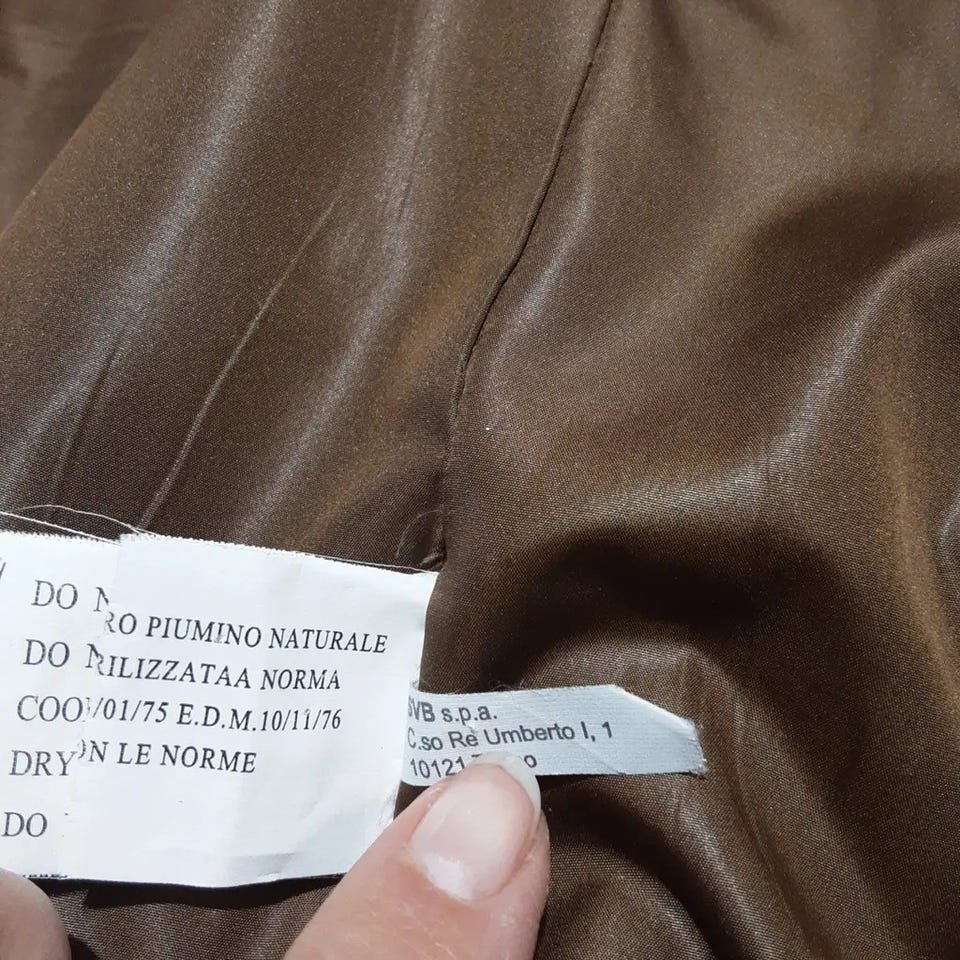 DO N
DO N
COO
DRY
DO
RO PIUMINO NATURALE
RILIZZATAA NORMA
/01/75 E.D.M.10/11/76
ON LE NORME
SVB s.p.a.
C.so Re Umberto I, 1
10121